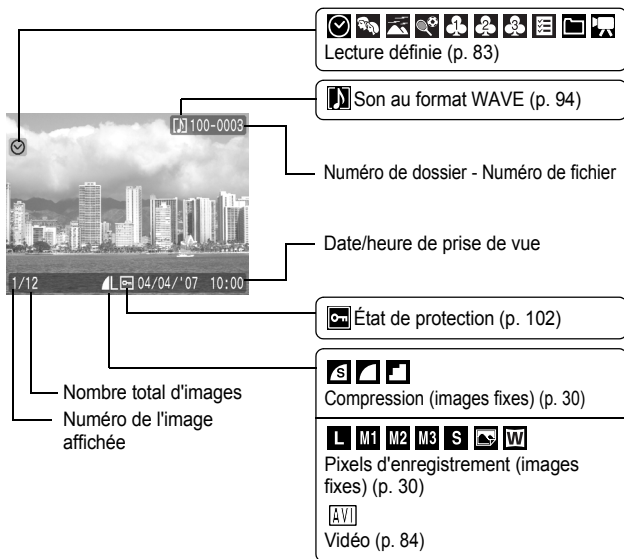 Lecture définie (p. 83)
Son au format WAVE (p. 94)
100-0003
Numéro de dossier - Numéro de fichier
Date/heure de prise de vue
1/12 L 04/04/'07 10:00
État de protection (p. 102)
Nombre total d'images
Numéro de l'image
affichée
S
Compression (images fixes) (p. 30)
L M1 M2 M3 S W
Pixels d'enregistrement (images
fixes) (p. 30)
AVI
Vidéo (p. 84)